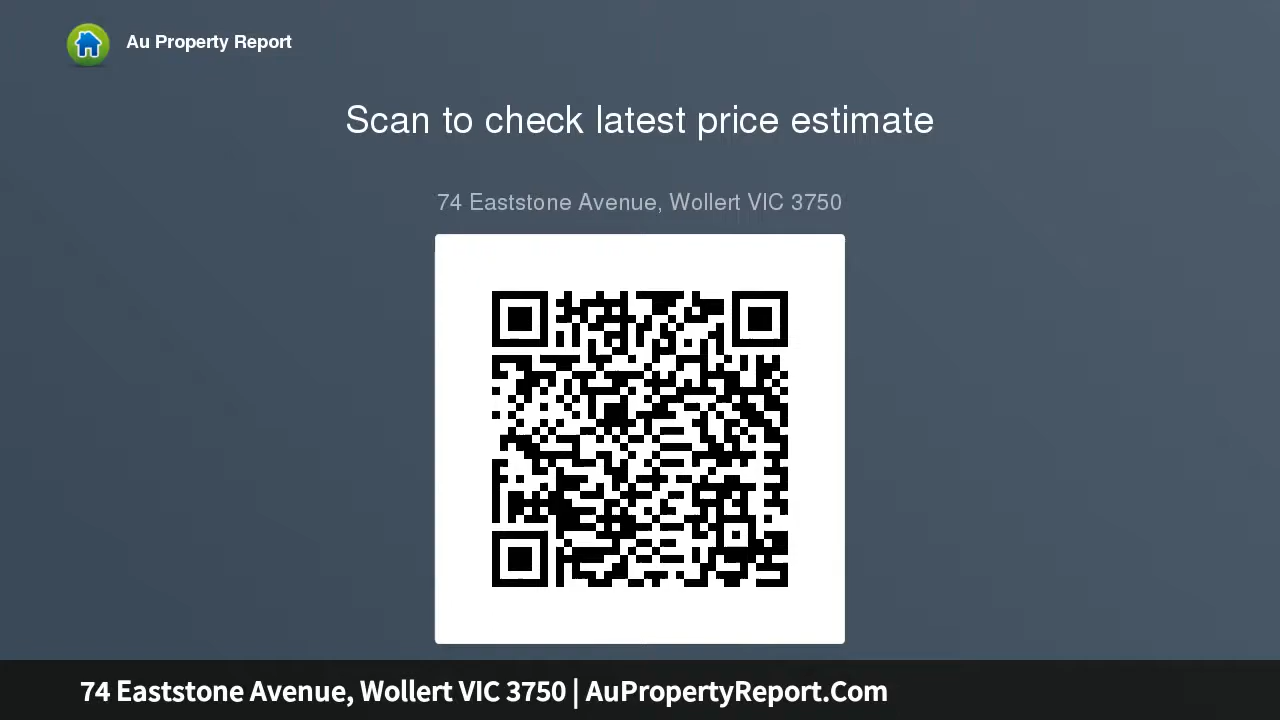 Au Property Report
Scan to check latest price estimate
74 Eaststone Avenue, Wollert VIC 3750
74 Eaststone Avenue, Wollert VIC 3750 | AuPropertyReport.Com